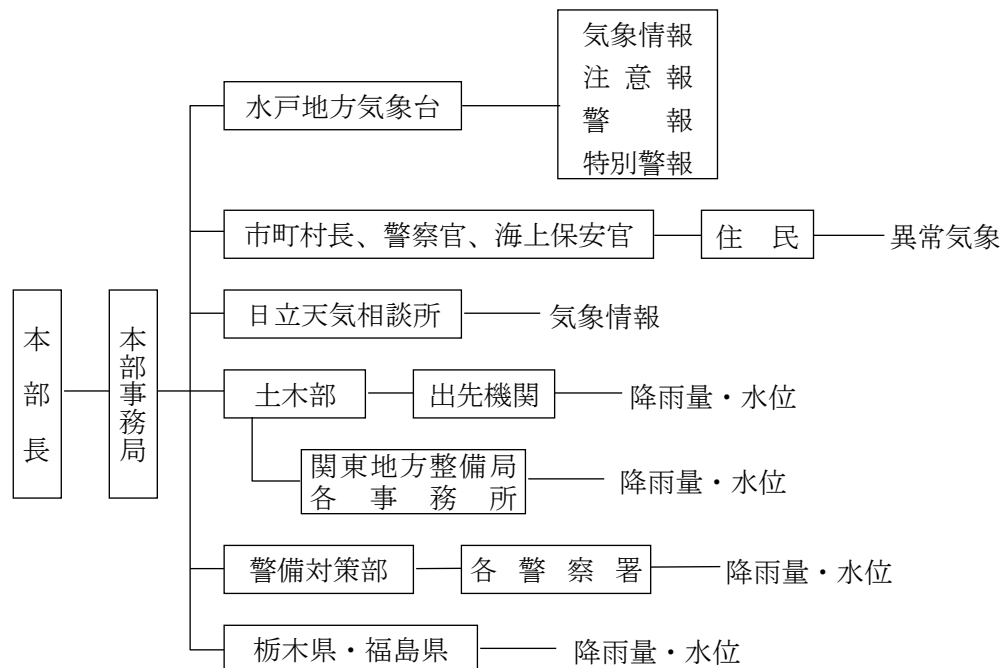 気象情報
注意報
警報
特別警報
水戸地方気象台
市町村長、警察官、海上保安官
住民
異常気象
日立天気相談所
気象情報
本部長
本部事務局
土木部
出先機関
降雨量・水位
関東地方整備局
各事務所
降雨量・水位
警備対策部
各警察署
降雨量・水位
栃木県・福島県
降雨量・水位